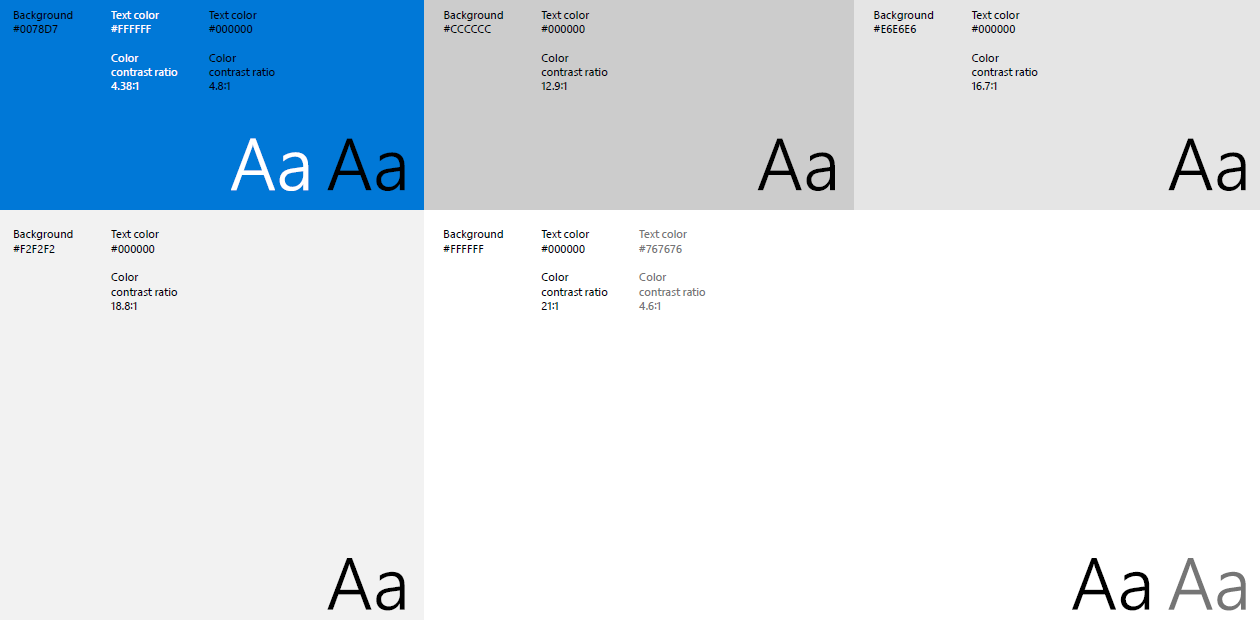 Background
#0078D7
Text color
#FFFFFF
Color
contrast ratio
4.38:1
Text color
#000000
Color
contrast ratio
4.8:1
Aa Aa
Background
#CCCCCC
Text color
#000000
Color
contrast ratio
12.9:1
Aa
Background
#E6E6E6
Text color
#000000
Color
contrast ratio
16.7:1
Aa
Background
#F2F2F2
Text color
#000000
Color
contrast ratio
18.8:1
Aa
Background
#FFFFFF
Text color
#000000
Color
contrast ratio
21:1
Text color
#767676
Color
contrast ratio
4.6:1
Aa Aa